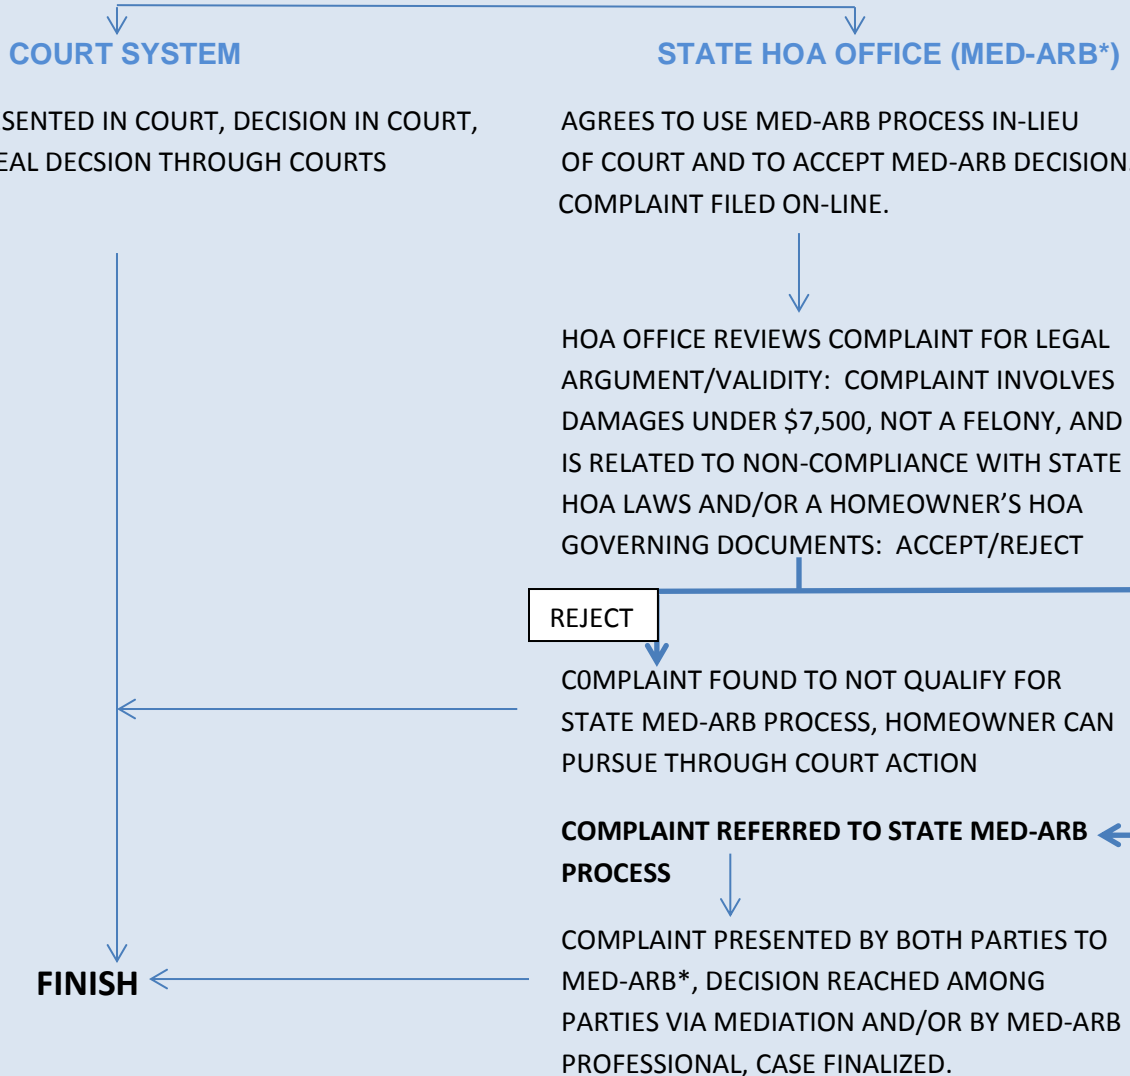 COURT SYSTEM
STATE HOA OFFICE (MED-ARB*)
SENTED IN COURT, DECISION IN COURT,
EAL DECSION THROUGH COURTS
AGREES TO USE MED-ARB PROCESS IN-LIEU
OF COURT AND TO ACCEPT MED-ARB DECISION.
COMPLAINT FILED ON-LINE.
HOA OFFICE REVIEWS COMPLAINT FOR LEGAL
ARGUMENT/VALIDITY: COMPLAINT INVOLVES
DAMAGES UNDER $7,500, NOT A FELONY, AND
IS RELATED TO NON-COMPLIANCE WITH STATE
HOA LAWS AND/OR A HOMEOWNER’S HOA
GOVERNING DOCUMENTS: ACCEPT/REJECT
REJECT
C0MPLAINT FOUND TO NOT QUALIFY FOR
STATE MED-ARB PROCESS, HOMEOWNER CAN
PURSUE THROUGH COURT ACTION
COMPLAINT REFERRED TO STATE MED-ARB
PROCESS
COMPLAINT PRESENTED BY BOTH PARTIES TO
MED-ARB*, DECISION REACHED AMONG
PARTIES VIA MEDIATION AND/OR BY MED-ARB
PROFESSIONAL, CASE FINALIZED.
FINISH